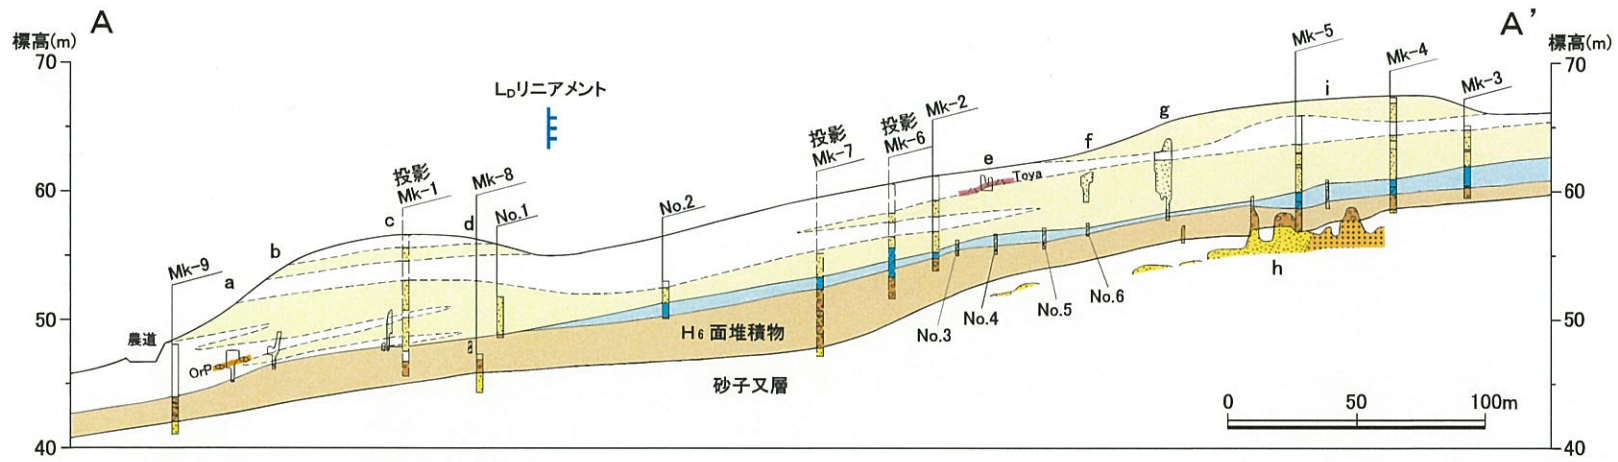 A
A’
標高(m)
標高(m)
70
70
60
60
50
50
40
40
LDリニアメント
Mk-9
農道
a
b
c
投影
Mk-1
d
Mk-8
No.1
No.2
投影
Mk-7
投影
Mk-6
Mk-2
e
Toya
f
g
Mk-5
i
Mk-4
Mk-3
OrP
No.3
No.4
No.5
No.6
h
H6面堆積物
砂子又層
0 50 100m